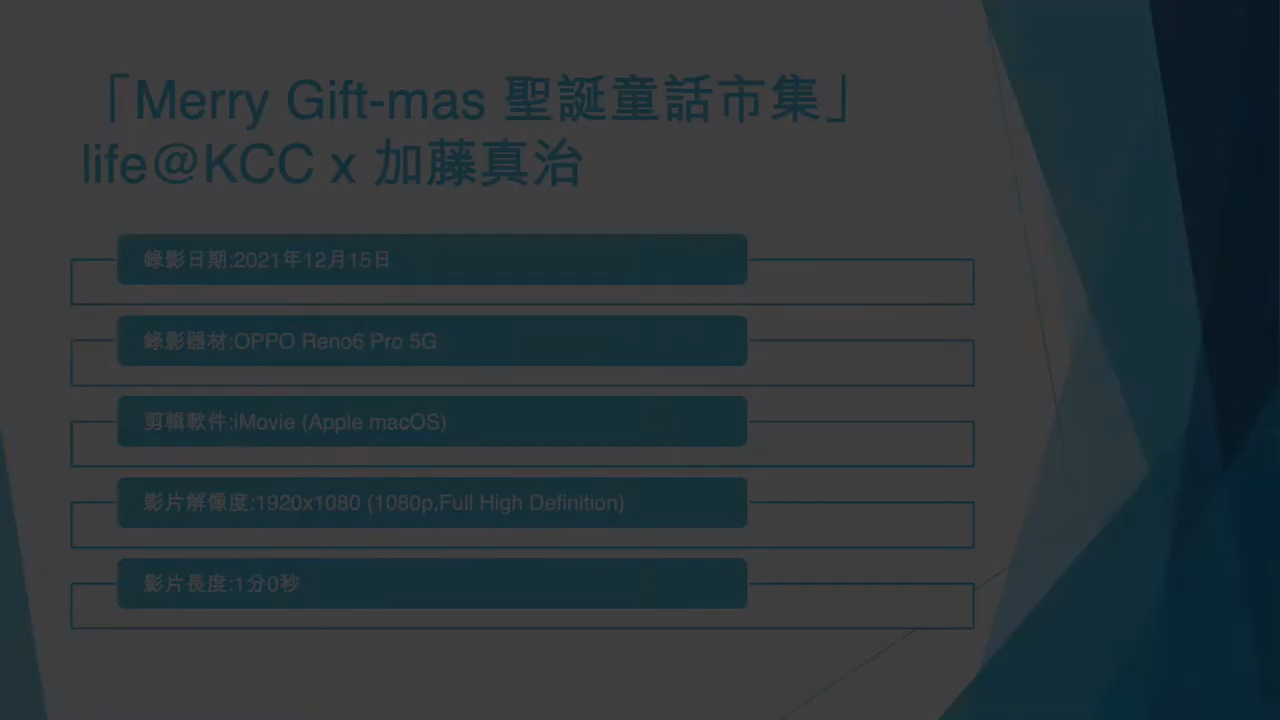 「Merry Gift-mas 聖誕童話市集」
life@KCC x 加藤真治
錄影日期:2021年12月15日
錄影器材:OPPO Reno6 Pro 5G
剪輯軟件:iMovie (Apple macOS)
影片解像度:1920x1080 (1080p,Full High Definition)
影片長度:1分0秒